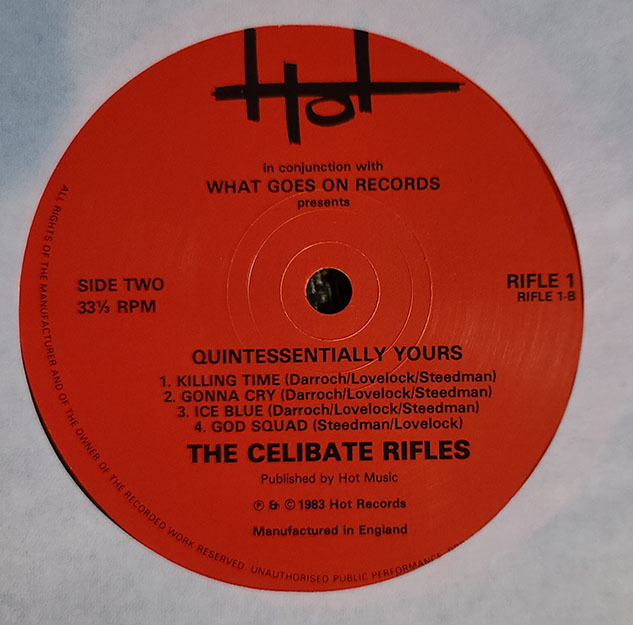 Hot
in conjunction with
WHAT GOES ON RECORDS
presents
SIDE TWO
33⅓ RPM
RIFLE 1
RIFLE 1-B
QUINTESSENTIALLY YOURS
1. KILLING TIME (Darroch/Lovelock/Steedman)
2. GONNA CRY (Darroch/Lovelock/Steedman)
3. ICE BLUE (Darroch/Lovelock/Steedman)
4. GOD SQUAD (Steedman/Lovelock)
THE CELIBATE RIFLES
Published by Hot Music
℗ & © 1983 Hot Records
Manufactured in England
ALL RIGHTS OF THE MANUFACTURER AND OF THE OWNER OF THE RECORDED WORK RESERVED. UNAUTHORISED PUBLIC PERFORMANCE